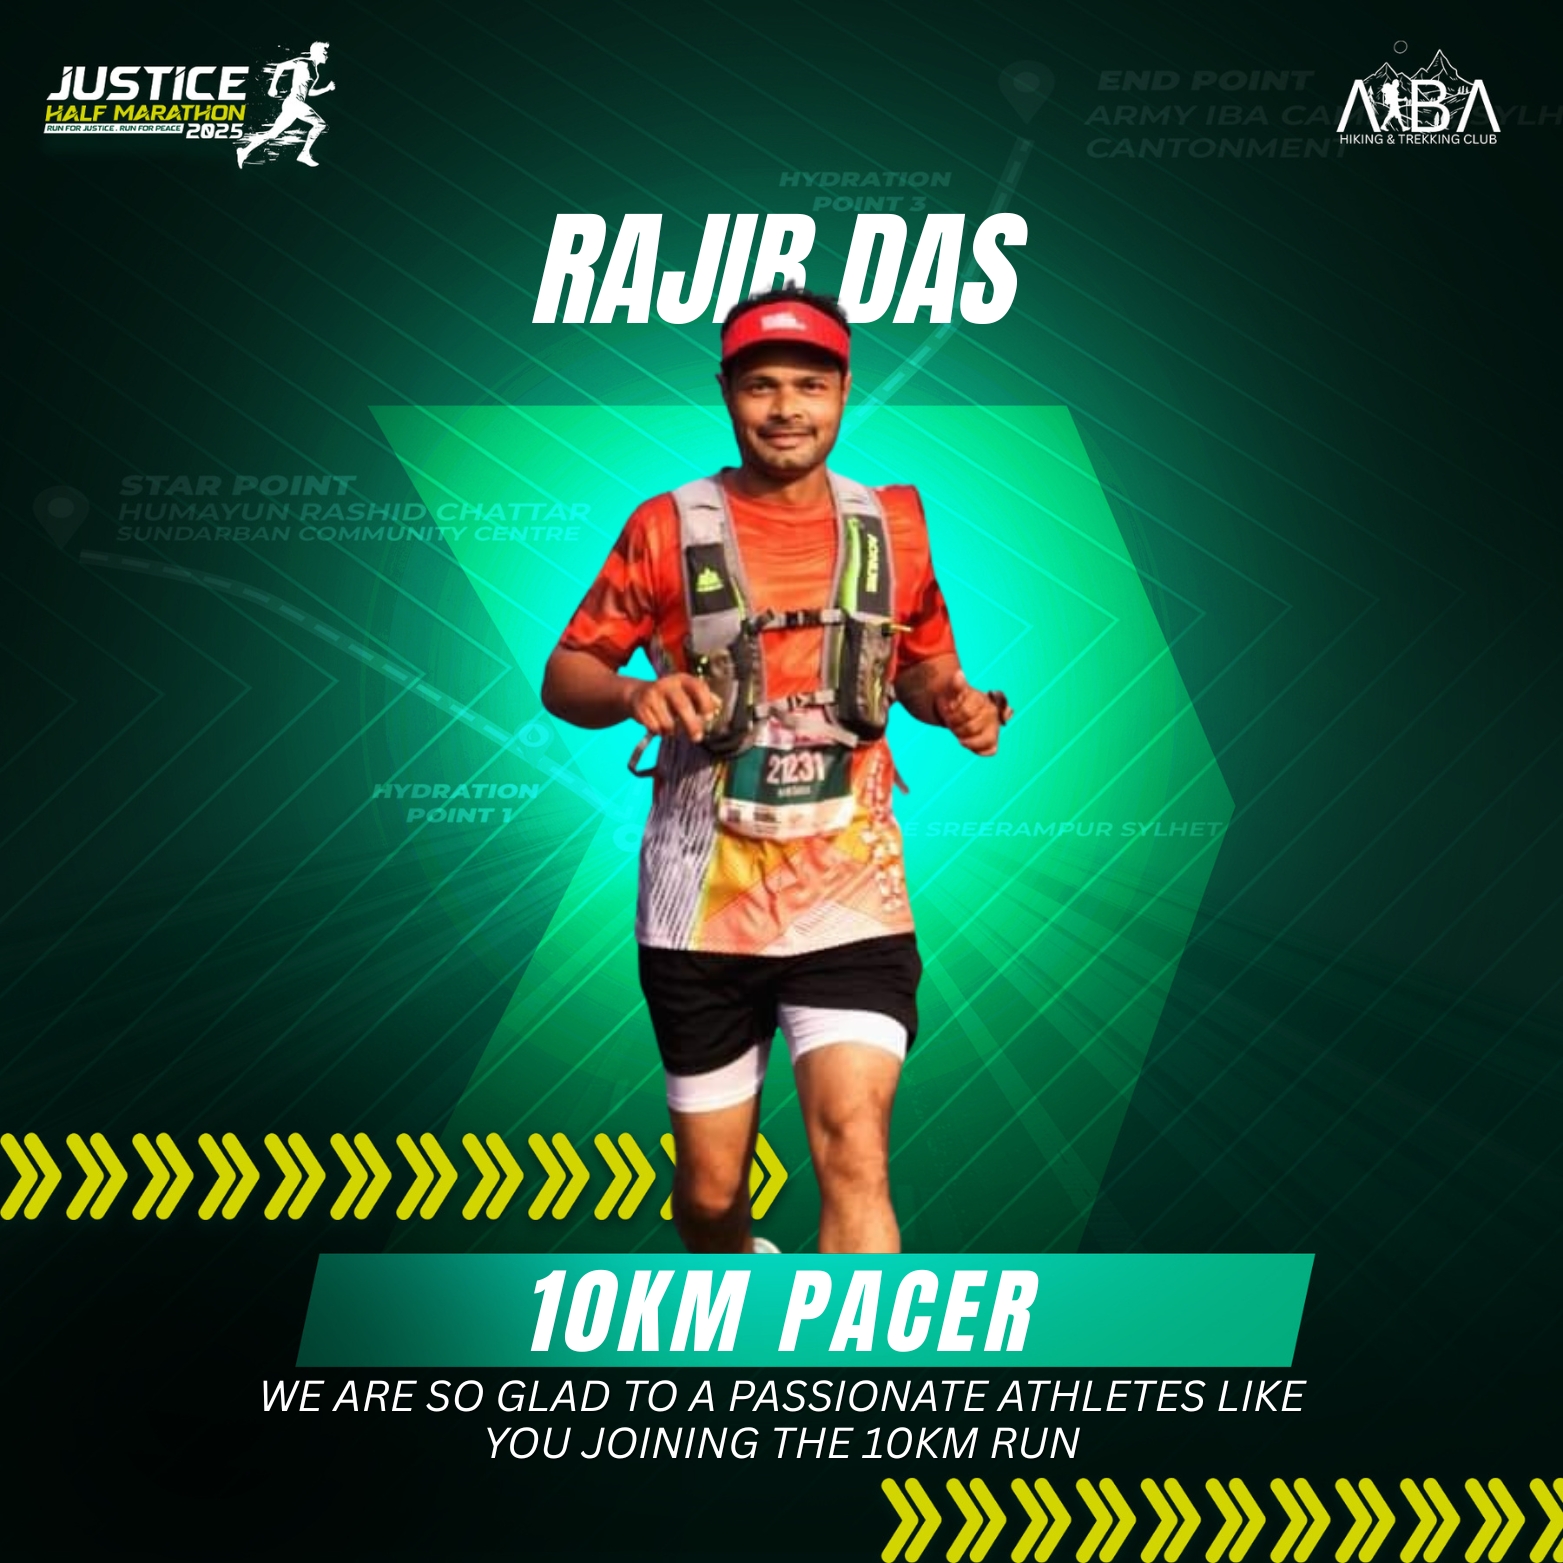 JUSTICE
HALF MARATHON
RUN FOR JUSTICE . RUN FOR PEACE 2025
AIBA
HIKING & TREKKING CLUB
END POINT
ARMY IBA
CANTONMENT
HYDRATION
POINT 3
RAJIB DAS
STAR POINT
HUMAYUN RASHID CHATTAR
SUNDARBAN COMMUNITY CENTRE
AONIJIE
21231
HYDRATION
POINT 1
SREERAMPUR SYLHET
10KM PACER
WE ARE SO GLAD TO A PASSIONATE ATHLETES LIKE
YOU JOINING THE 10KM RUN